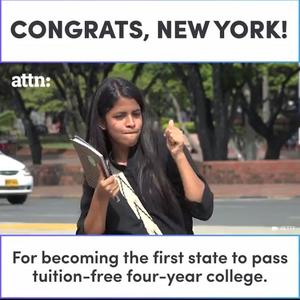 CONGRATS, NEW YORK!
attn:
For becoming the first state to pass
tuition-free four-year college.